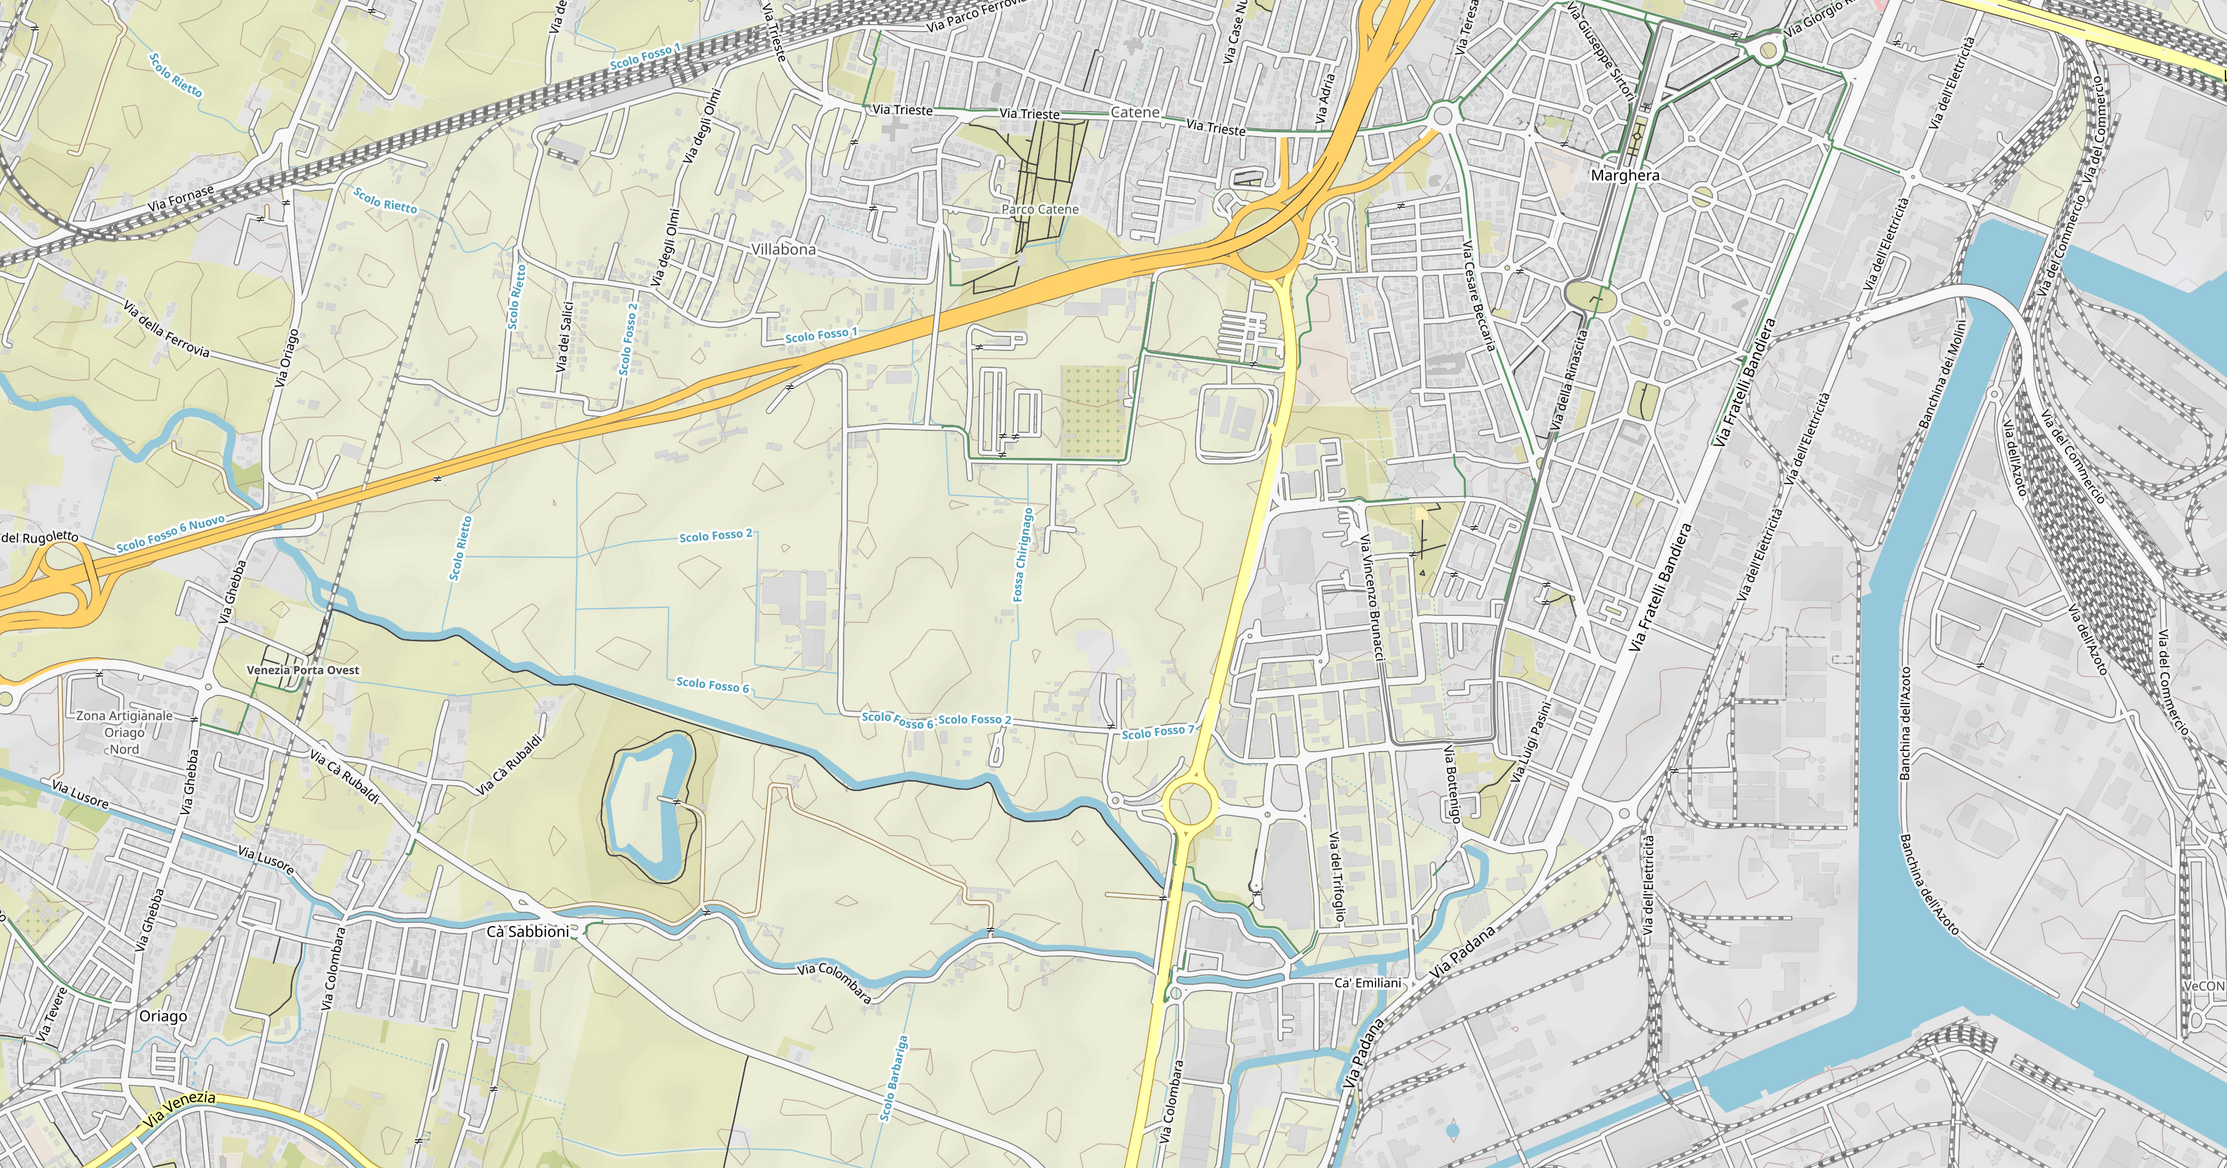 Via Trieste
Via Parco Ferrovia
Via Teresa
Via Giuseppe Sirtori
Scolo Fosso 1
Scolo Rietto
Via dell'Elettricità
Via del Commercio
Via degli Olmi
Via Adria
Via Trieste
Via Trieste
Catene
Via Trieste
Via Fornase
Scolo Rietto
Marghera
Via del Commercio
Parco Catene
Via degli Olmi
Villabona
Via dell'Elettricità
Via del Commercio
Via Cesare Beccaria
Scolo Rietto
Via della Ferrovia
Via Oriago
Via dei Salici
Scolo Fosso 2
Scolo Fosso 1
Banchina dei Molini
Via della Rinascita
Via Fratelli Bandiera
Via dell'Elettricità
Via dell'Azoto
Via del Commercio
Scolo Fosso 6 Nuovo
del Rugoletto
Scolo Rietto
Scolo Fosso 2
Fossa Chirignago
Via Vincenzo Brunacci
Via Fratelli Bandiera
Via dell'Elettricità
Via Ghebba
Via dell'Azoto
Via del Commercio
Venezia Porta Ovest
Scolo Fosso 6
Scolo Fosso 6
Scolo Fosso 2
Scolo Fosso 7
Zona Artigianale
Oriago
Nord
Via Cà Rubaldi
Via Cà Rubaldi
Via Luigi Pasini
Via Bottenigo
Banchina dell'Azoto
Via Lusore
Via Ghebba
Via Lusore
Via del Trifoglio
Via dell'Elettricità
Banchina dell'Azoto
Via Ghebba
Cà Sabbioni
Via Colombara
Via Colombara
Via Padana
Ca' Emiliani
VeCON
Via Tevere
Oriago
Via Padana
Scolo Barbariga
Via Colombara
Via Venezia